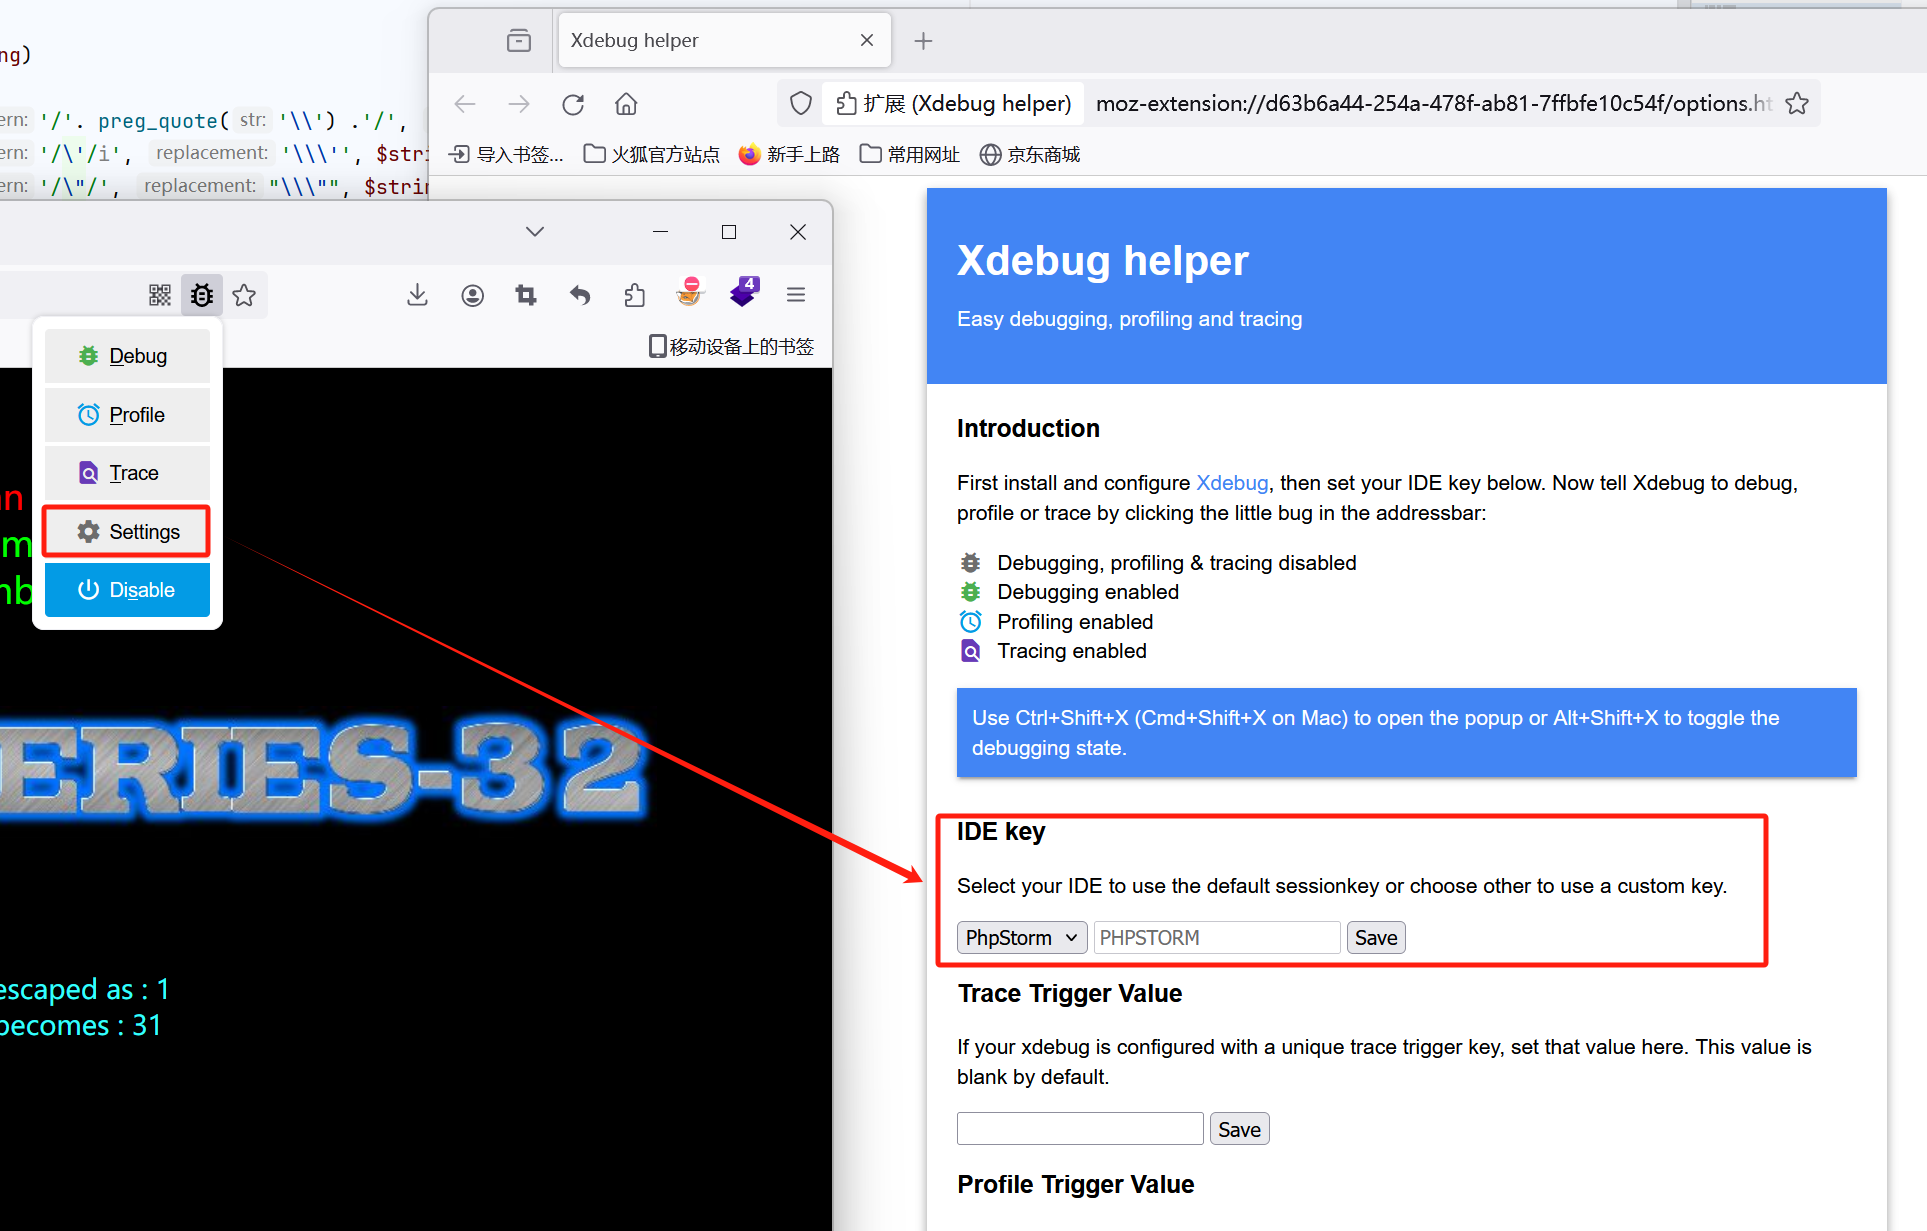 ng)
ern: '/'. preg_quote( str: '\\') .'/',
ern: '/\'/i', replacement: '\\\'', $stri
ern: '/\"/', replacement: "\\\"", $strin
Xdebug helper
扩展 (Xdebug helper) moz-extension://d63b6a44-254a-478f-ab81-7ffbfe10c54f/options.ht
导入书签... 火狐官方站点 新手上路 常用网址 京东商城
4
移动设备上的书签
Debug
Profile
Trace
Settings
Disable
n
m
nb
ERIES-32
escaped as : 1
becomes : 31
Xdebug helper
Easy debugging, profiling and tracing
Introduction
First install and configure Xdebug, then set your IDE key below. Now tell Xdebug to debug,
profile or trace by clicking the little bug in the addressbar:
Debugging, profiling & tracing disabled
Debugging enabled
Profiling enabled
Tracing enabled
Use Ctrl+Shift+X (Cmd+Shift+X on Mac) to open the popup or Alt+Shift+X to toggle the
debugging state.
IDE key
Select your IDE to use the default sessionkey or choose other to use a custom key.
PhpStorm PHPSTORM Save
Trace Trigger Value
If your xdebug is configured with a unique trace trigger key, set that value here. This value is
blank by default.
Save
Profile Trigger Value